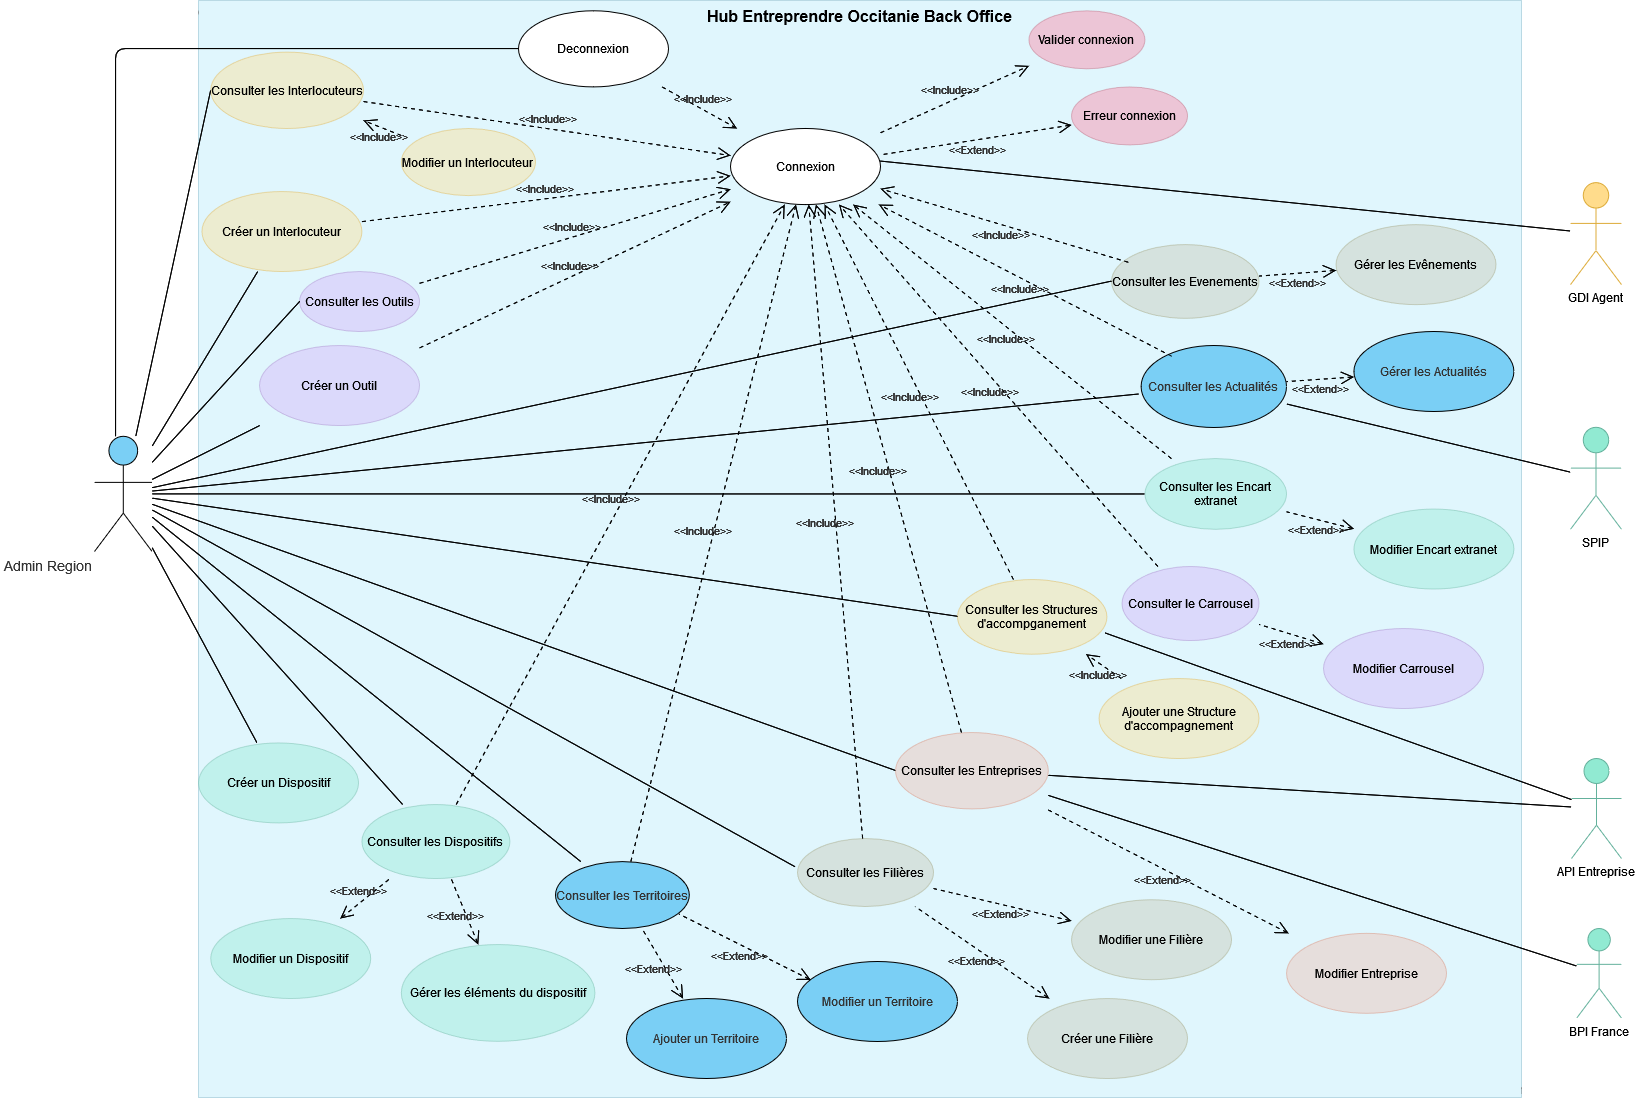 Hub Entreprendre Occitanie Back Office
Deconnexion
Valider connexion
Consulter les Interlocuteurs
<<Include>>
<<Include>>
Erreur connexion
<<Include>>
<<Include>>
Modifier un Interlocuteur
<<Extend>>
Connexion
<<Include>>
Créer un Interlocuteur
<<Include>>
<<Include>>
Consulter les Evenements
Gérer les Evênements
<<Extend>>
GDI Agent
<<Include>>
Consulter les Outils
<<Include>>
<<Include>>
Créer un Outil
Consulter les Actualités
Gérer les Actualités
<<Extend>>
<<Include>>
<<Include>>
<<Include>>
Consulter les Encart
extranet
<<Include>>
<<Include>>
<<Include>>
<<Include>>
<<Extend>>
SPIP
Modifier Encart extranet
Admin Region
Consulter les Structures
d'accompganement
Consulter le Carrousel
<<Extend>>
Modifier Carrousel
<<Include>>
Ajouter une Structure
d'accompagnement
Consulter les Entreprises
Créer un Dispositif
Consulter les Dispositifs
Consulter les Filières
API Entreprise
<<Extend>>
<<Extend>>
Consulter les Territoires
<<Extend>>
<<Extend>>
Modifier une Filière
Modifier un Dispositif
<<Extend>>
<<Extend>>
<<Extend>>
Modifier Entreprise
Gérer les éléments du dispositif
Modifier un Territoire
BPI France
Ajouter un Territoire
Créer une Filière